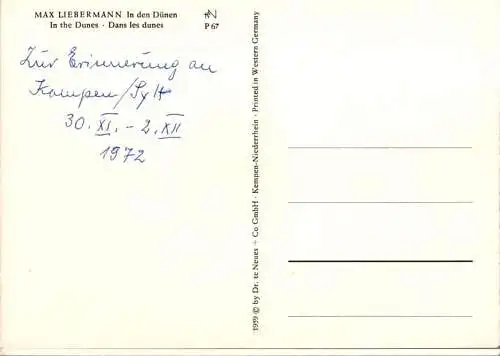 MAX LIEBERMANN In den Dünen
In the Dunes · Dans les dunes
P 67
Zur Erinnerung an
Kampen/Sylt
30. XI. - 2. XII
1972
1959 © by Dr. te Neues + Co GmbH · Kempen-Niederrhein · Printed in Western Germany